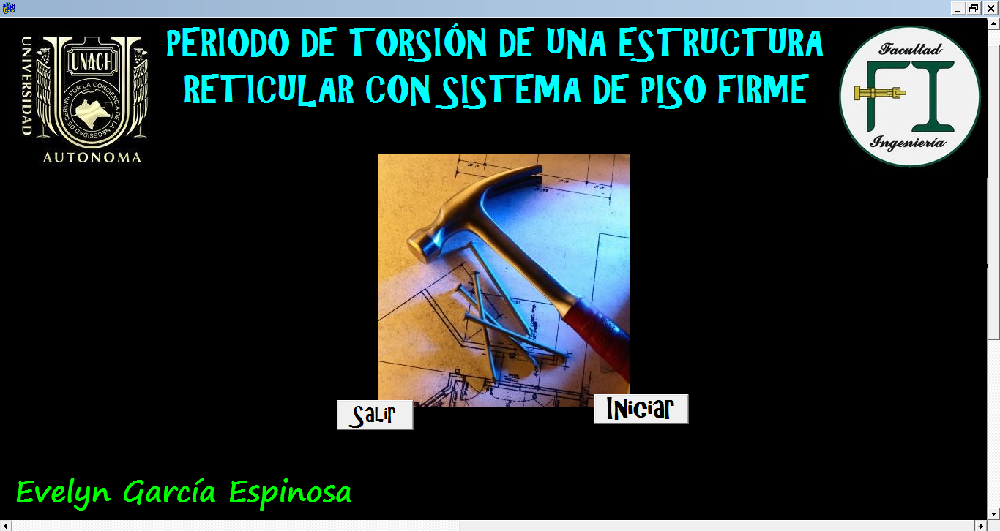 PERIODO DE TORSIÓN DE UNA ESTRUCTURA
RETICULAR CON SISTEMA DE PISO FIRME
UNIVERSIDAD
UNACH
POR LA CONCIENCIA DE LA NECESIDAD DE SERVIR
AUTONOMA
Facultad
FI
Ingeniería
Salir
Iniciar
Evelyn García Espinosa